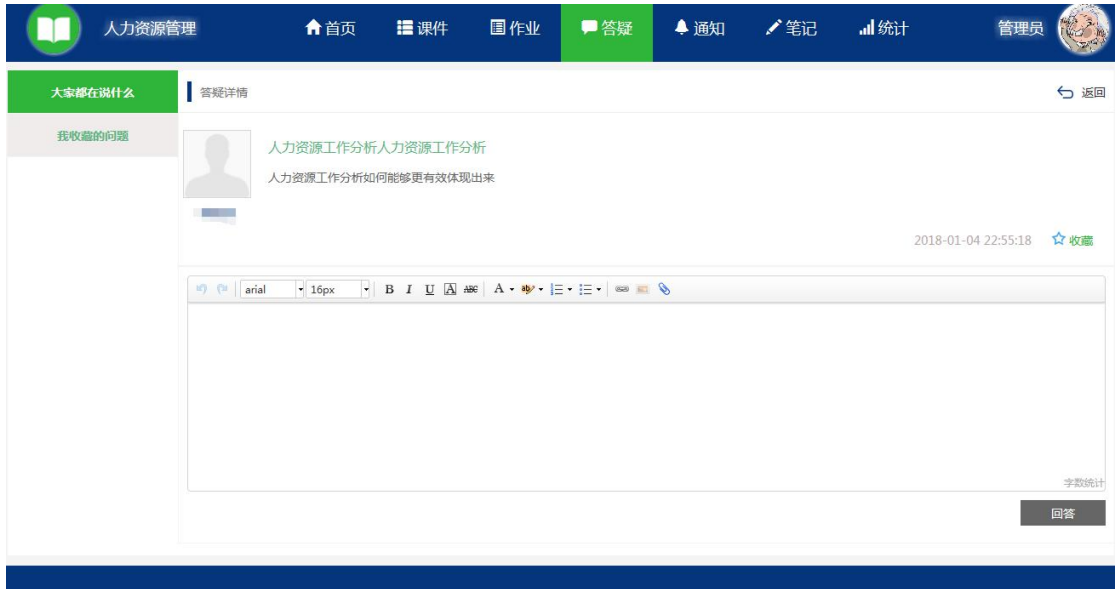 人力资源管理 首页 课件 作业 答疑 通知 笔记 统计 管理员
大家都在说什么
我收藏的问题
答疑详情 返回
人力资源工作分析人力资源工作分析
人力资源工作分析如何能够更有效体现出来
2018-01-04 22:55:18 收藏
arial 16px B I U A ABC A ab
字数统计
回答